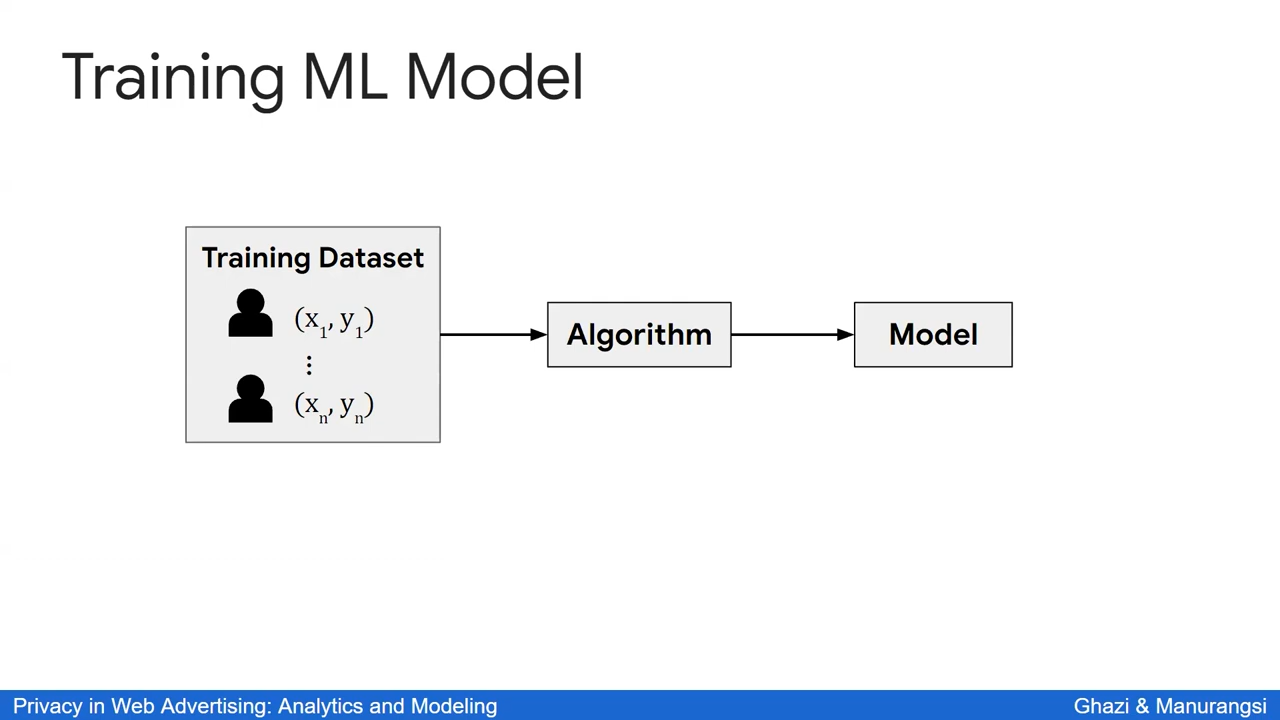 Training ML Model
Training Dataset
(x₁, y₁)
⋮
(xₙ, yₙ)
Algorithm
Model
Privacy in Web Advertising: Analytics and Modeling
Ghazi & Manurangsi